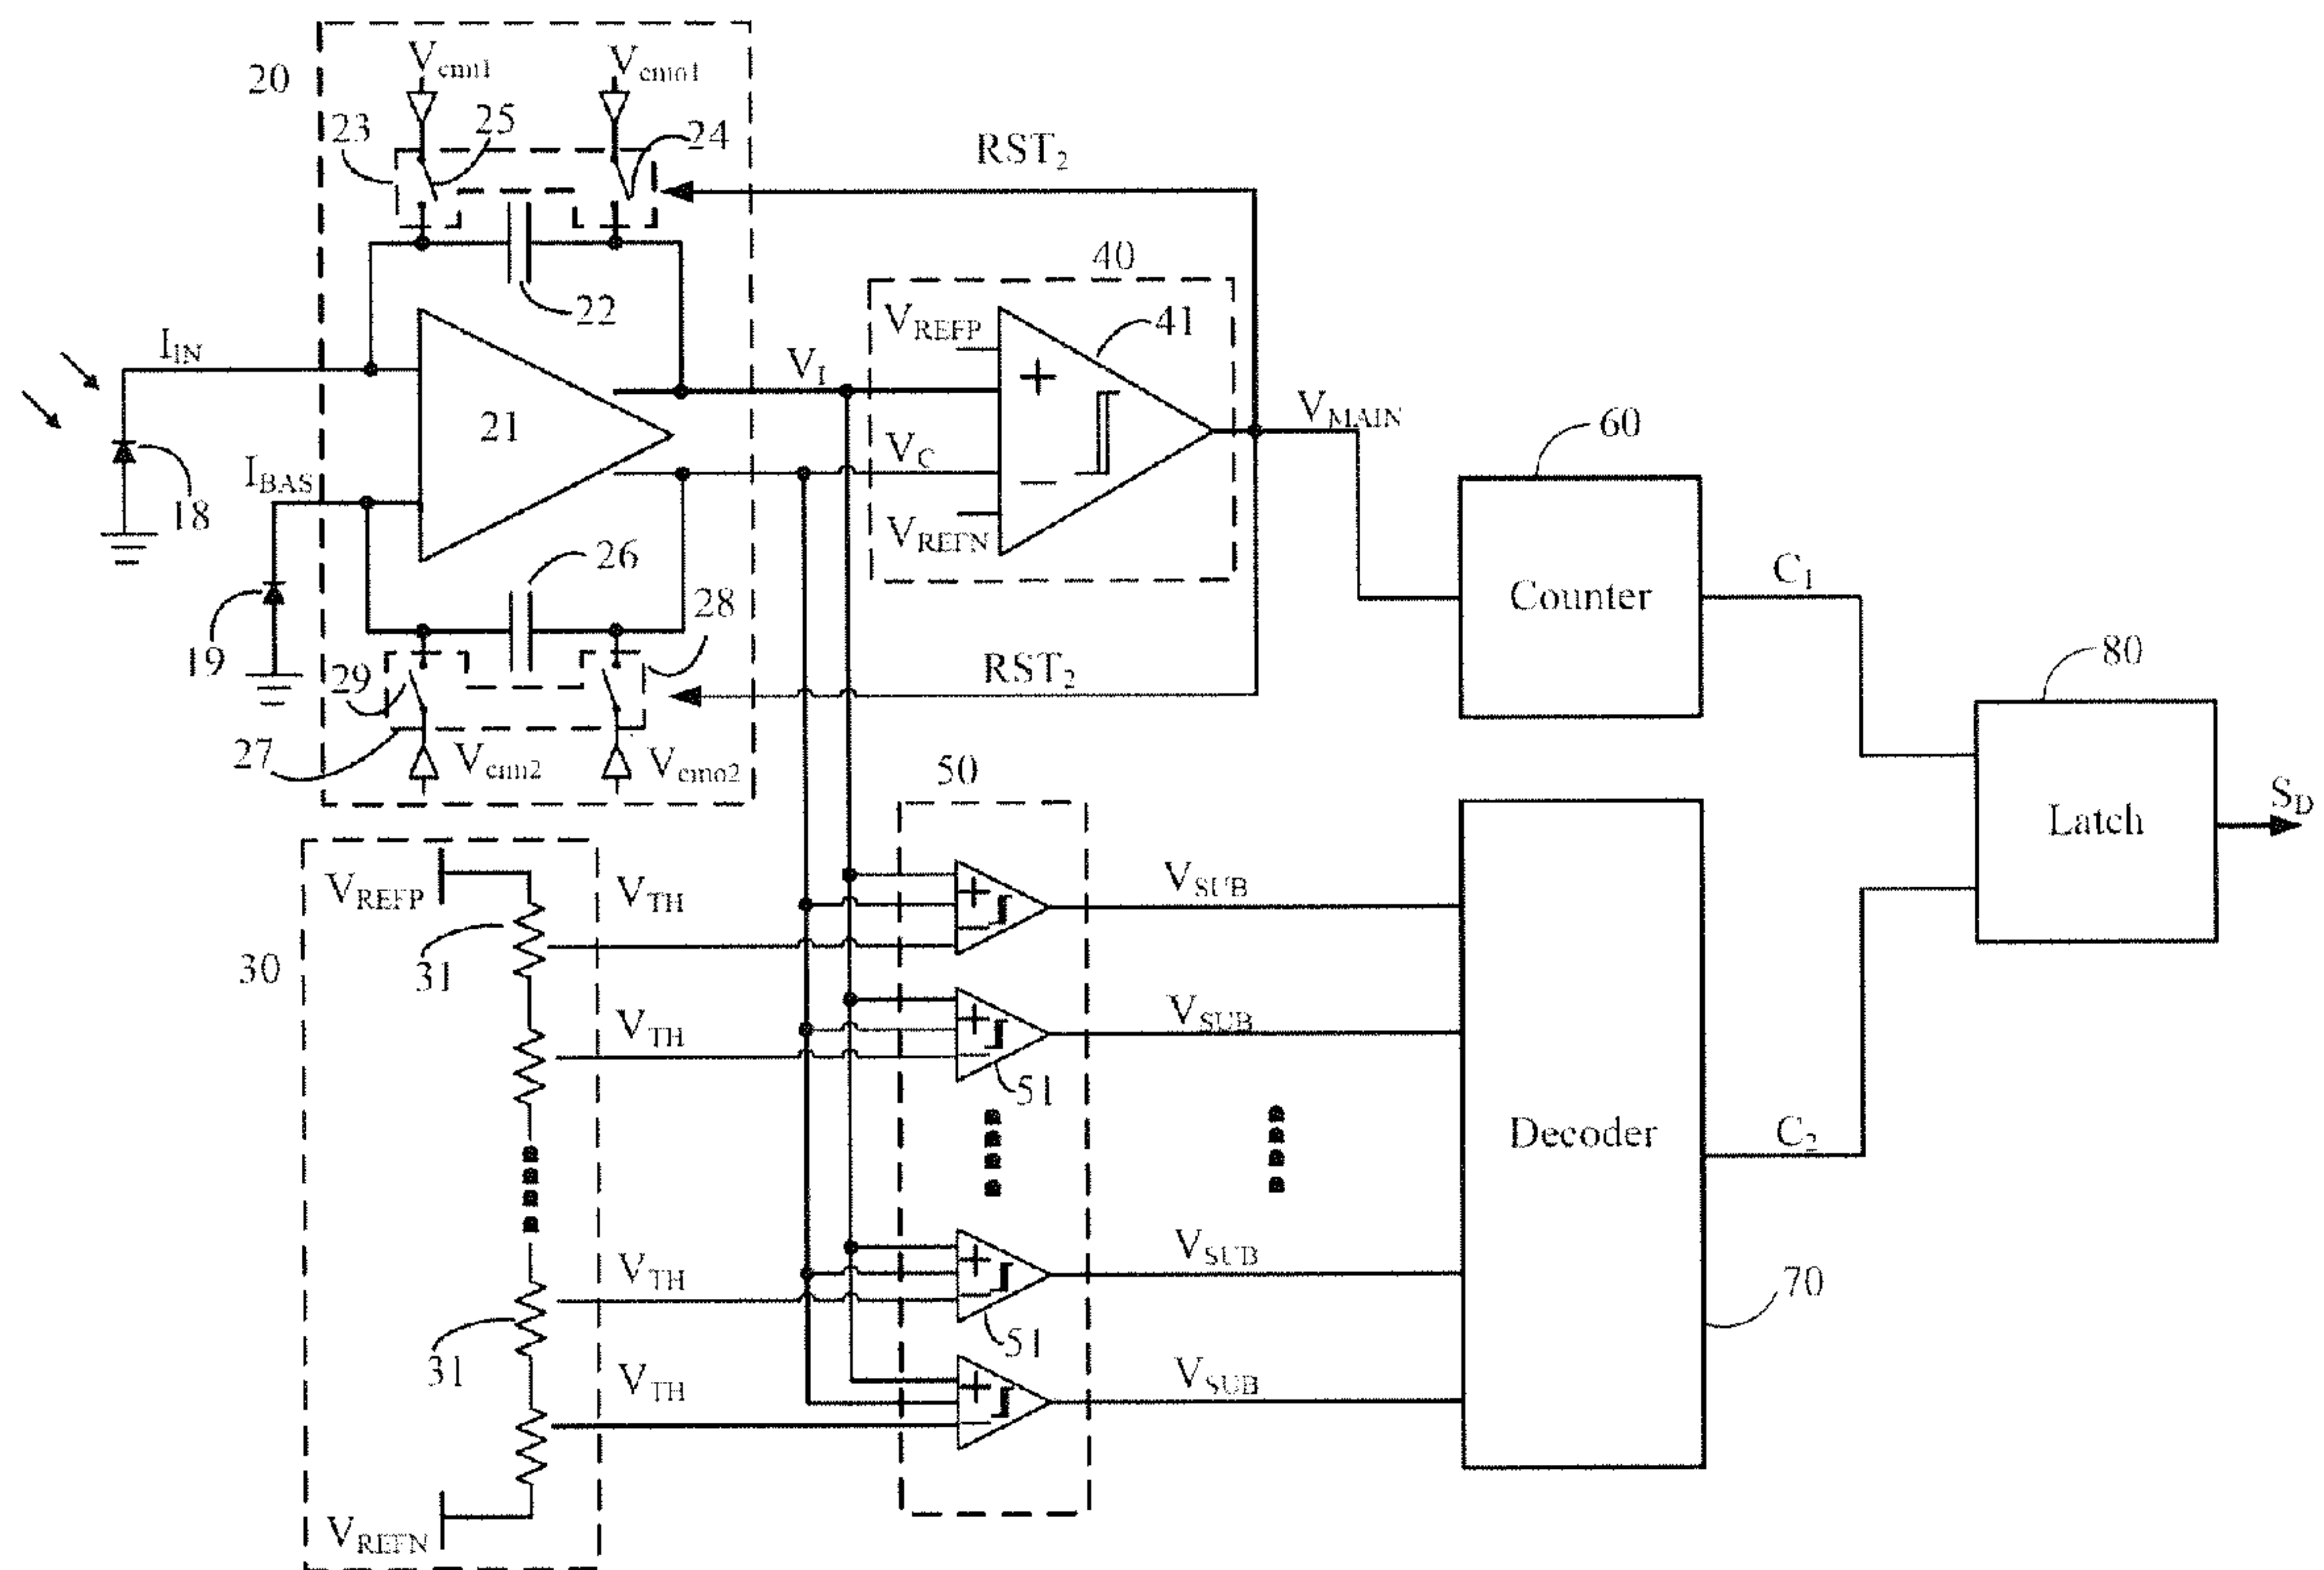 20
V_cmi1
V_cmo1
23
25
24
RST_2
22
40
V_REFP
41
I_IN
V_I
21
V_MAIN
60
I_BAS
V_C
18
V_REFN
26
Counter
C_1
28
19
29
RST_2
80
27
V_cmi2
V_cmo2
50
S_D
Latch
V_REFP
V_TH
V_SUB
30
31
V_TH
V_SUB
51
Decoder
C_2
V_TH
V_SUB
70
31
51
V_TH
V_SUB
V_REFN